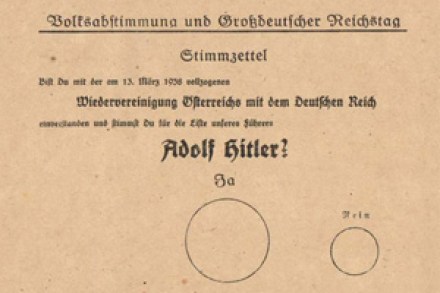 Volksabstimmung und Großdeutscher Reichstag
Stimmzettel
Bist Du mit der am 13. März 1938 vollzogenen
Wiedervereinigung Österreichs mit dem Deutschen Reich
einverstanden und stimmst Du für die Liste unseres Führers
Adolf Hitler?
Ja
Nein